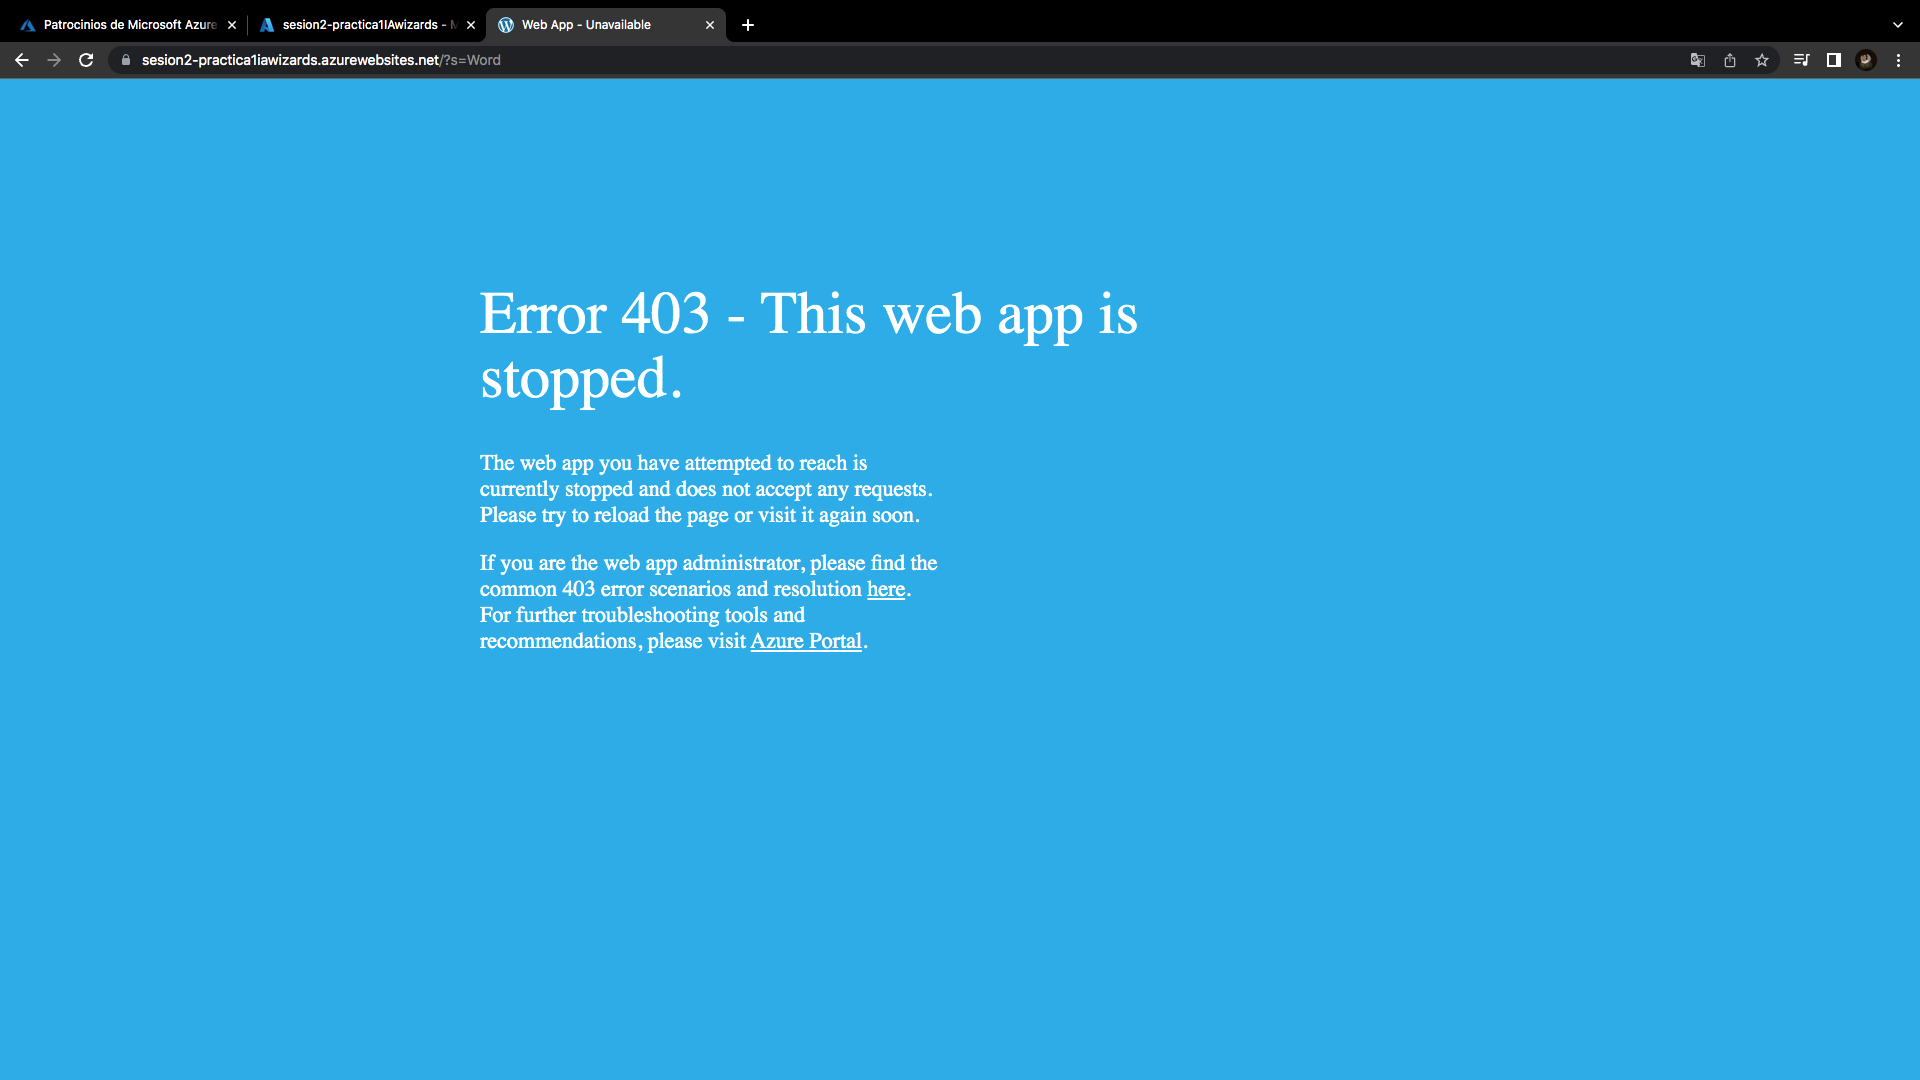 Patrocinios de Microsoft Azure
sesion2-practica1IAwizards - M
Web App - Unavailable
sesion2-practica1iawizards.azurewebsites.net/?s=Word
Error 403 - This web app is
stopped.
The web app you have attempted to reach is
currently stopped and does not accept any requests.
Please try to reload the page or visit it again soon.
If you are the web app administrator, please find the
common 403 error scenarios and resolution here.
For further troubleshooting tools and
recommendations, please visit Azure Portal.